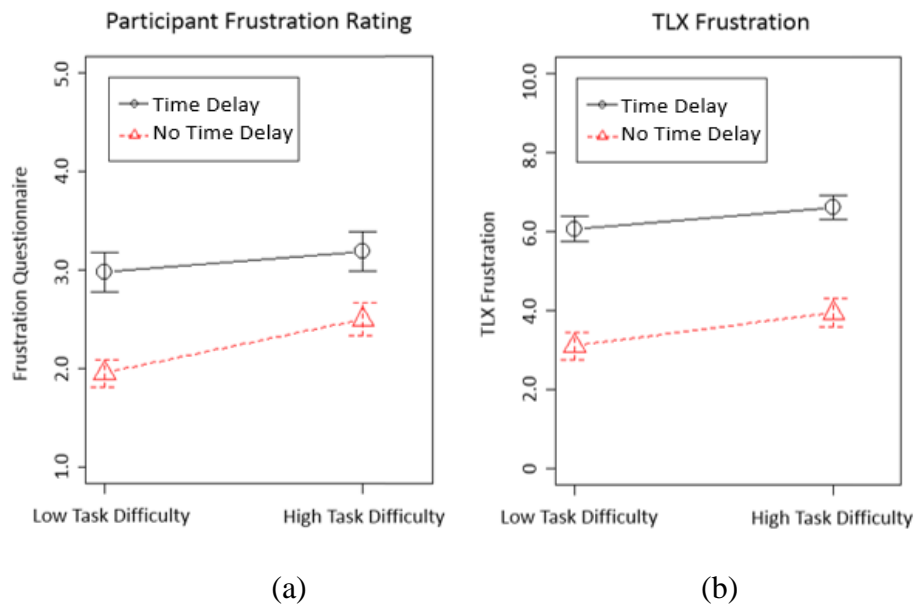 Participant Frustration Rating
Frustration Questionnaire
5.0
4.0
3.0
2.0
1.0
Time Delay
No Time Delay
Low Task Difficulty
High Task Difficulty
(a)
TLX Frustration
TLX Frustration
10.0
8.0
6.0
4.0
2.0
0
Time Delay
No Time Delay
Low Task Difficulty
High Task Difficulty
(b)